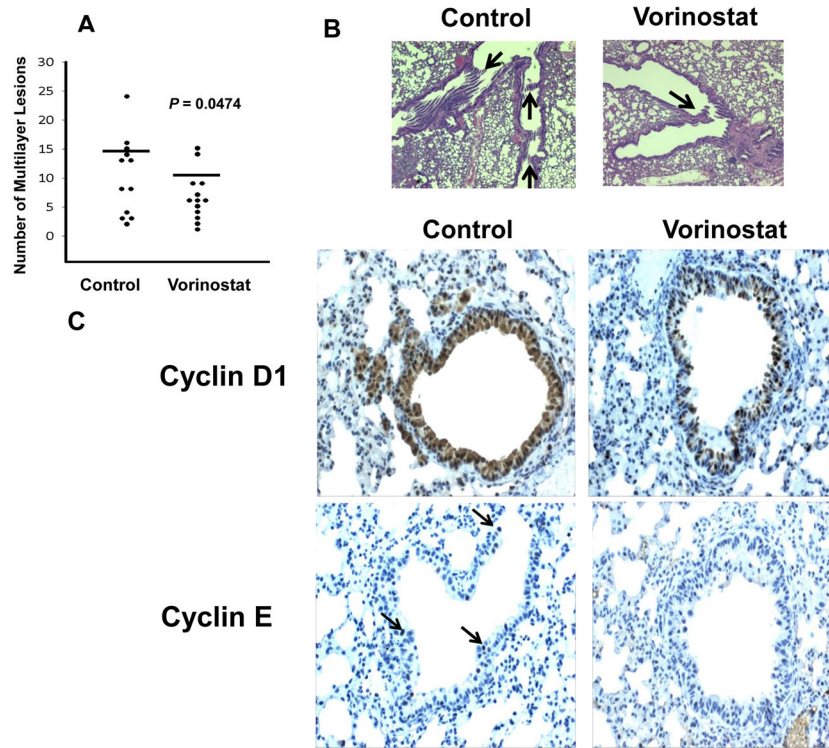 A
P = 0.0474
Number of Multilayer Lesions
30
25
20
15
10
5
0
Control
Vorinostat
B
Control
Vorinostat
C
Control
Vorinostat
Cyclin D1
Cyclin E